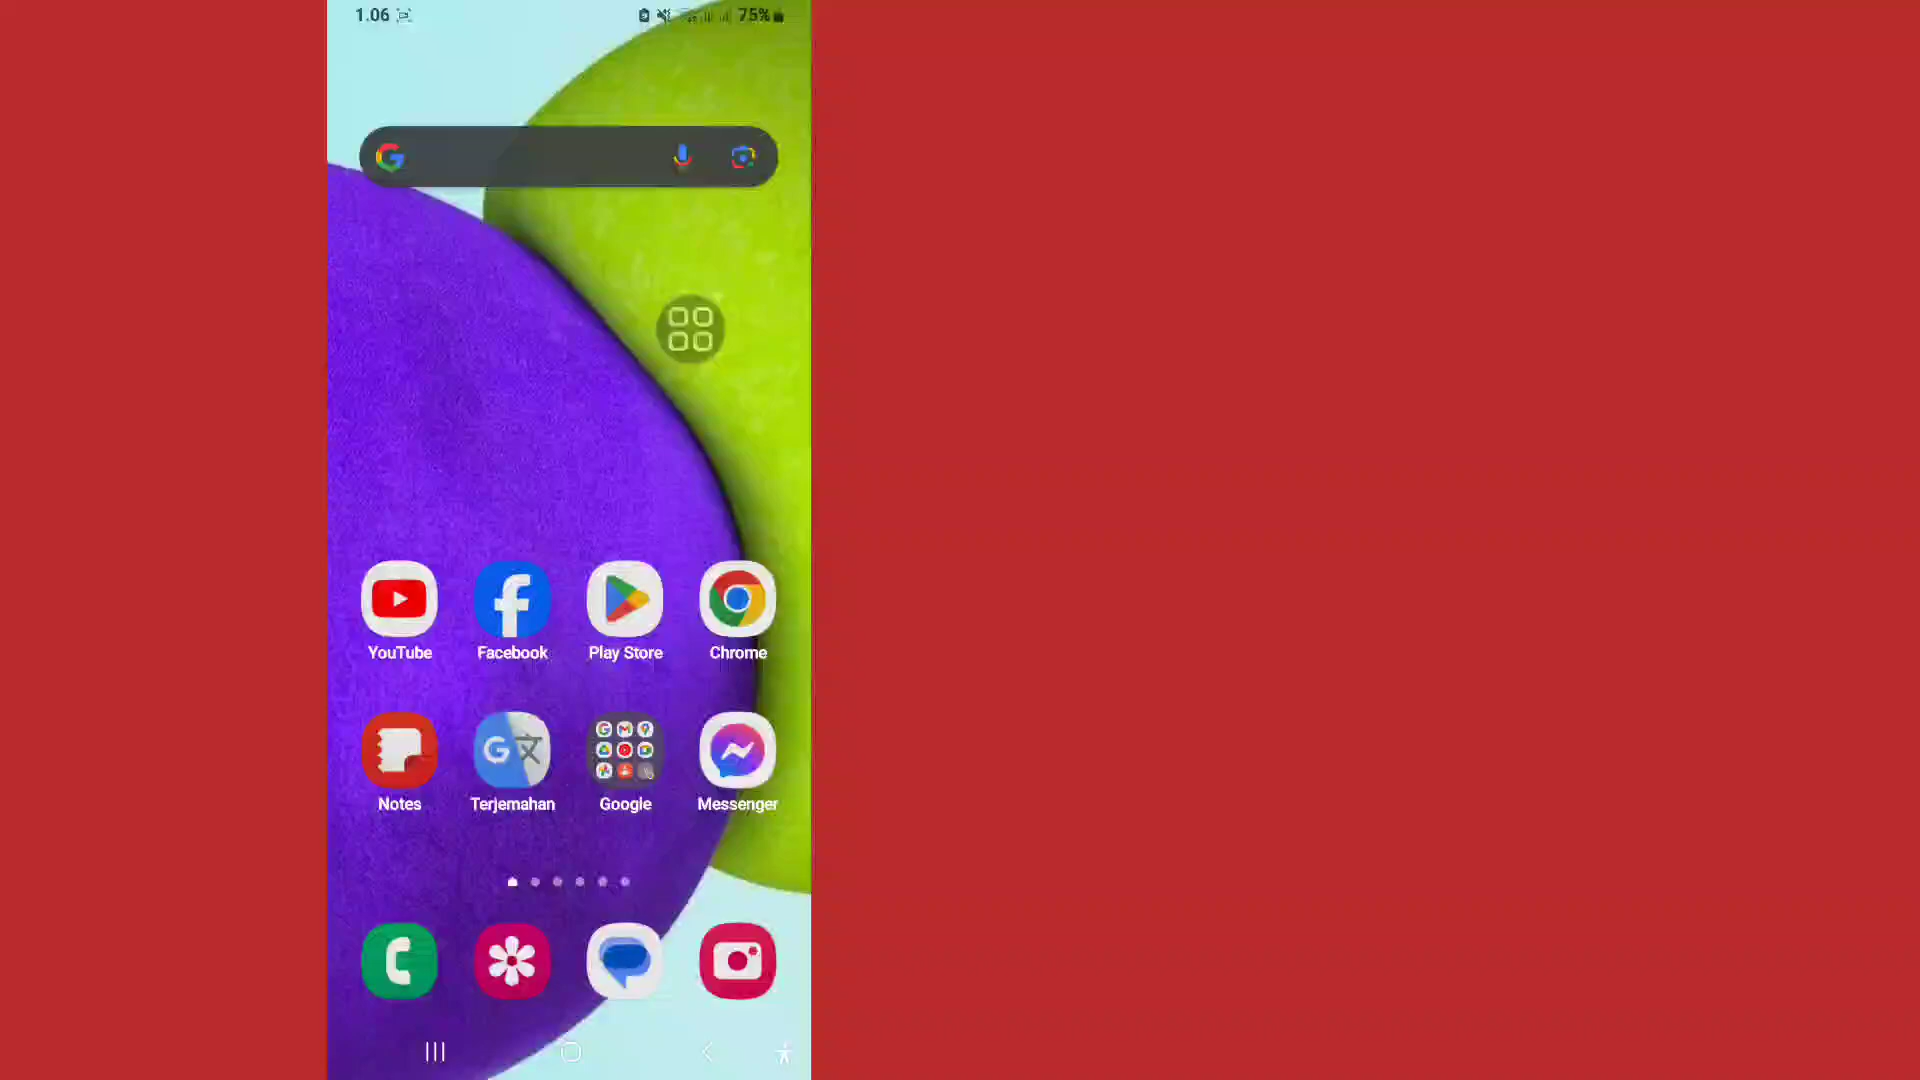 1.06
75%
YouTube
Facebook
Play Store
Chrome
Notes
Terjemahan
Google
Messenger